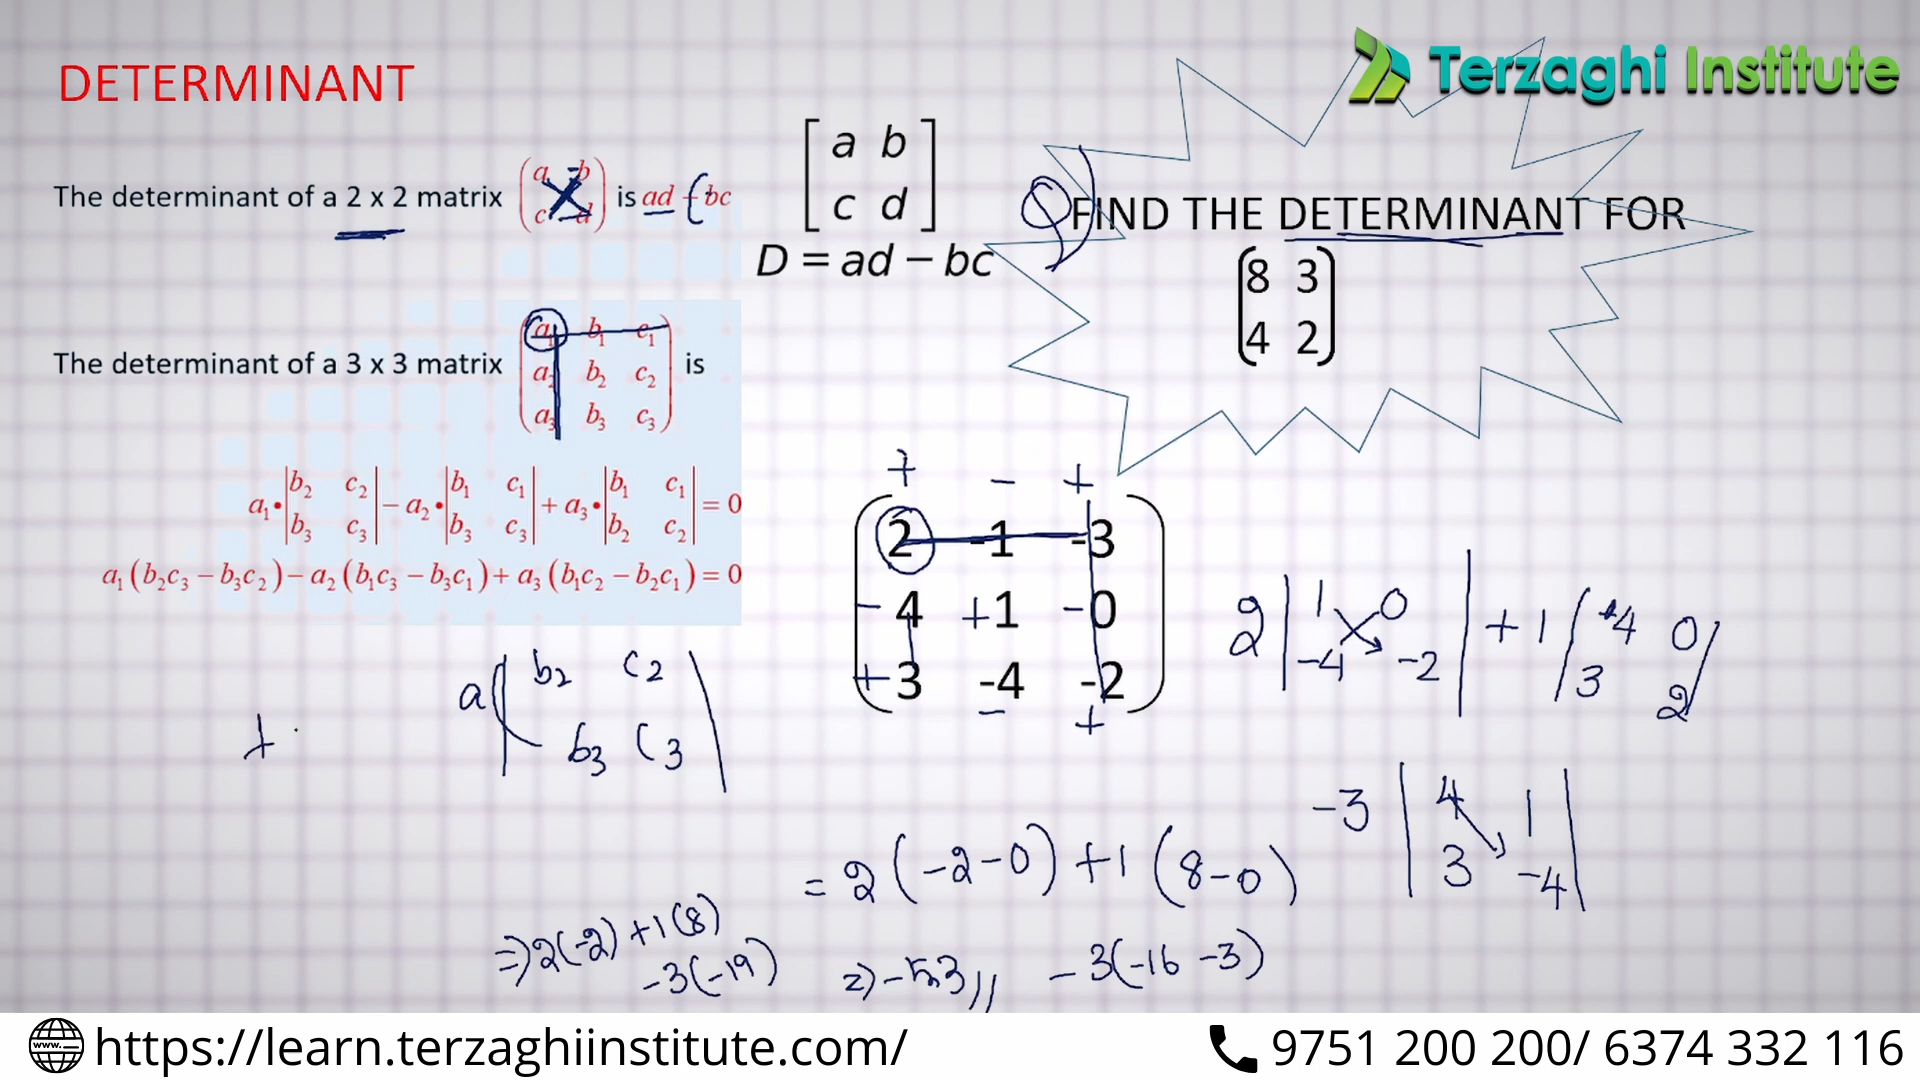 Terzaghi Institute
DETERMINANT
The determinant of a 2 x 2 matrix (a b
c d) is ad - bc
[a b
c d]
D = ad – bc
Q) FIND THE DETERMINANT FOR
(8 3
4 2)
The determinant of a 3 x 3 matrix (a₁ b₁ c₁
a₂ b₂ c₂
a₃ b₃ c₃) is
a₁•|b₂ c₂
b₃ c₃| – a₂•|b₁ c₁
b₃ c₃| + a₃•|b₁ c₁
b₂ c₂| = 0
a₁(b₂c₃ – b₃c₂) – a₂(b₁c₃ – b₃c₁) + a₃(b₁c₂ – b₂c₁) = 0
+ - +
(2 -1 -3
- 4 +1 -0
+3 -4 -2)
- +
a| b2 c2
b3 c3|
+
2|1 0
-4 -2| +1|4 0
3 2|
-3|4 1
3 -4|
= 2(-2-0)+1(8-0)
-3(-16-3)
=>2(-2)+1(8)
-3(-19)
https://learn.terzaghiinstitute.com/
9751 200 200/ 6374 332 116